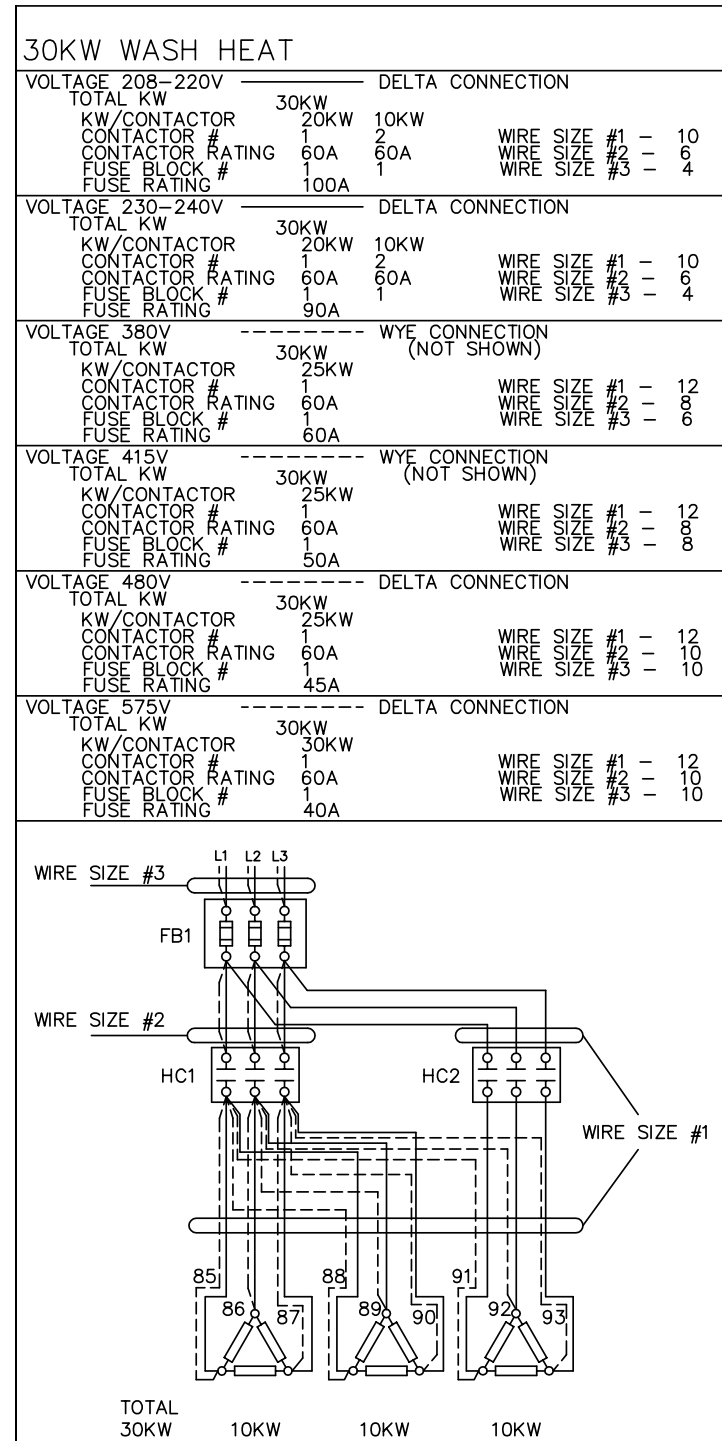 30KW WASH HEAT
VOLTAGE 208-220V DELTA CONNECTION
TOTAL KW 30KW
KW/CONTACTOR 20KW 10KW
CONTACTOR # 1 2 WIRE SIZE #1 - 10
CONTACTOR RATING 60A 60A WIRE SIZE #2 - 6
FUSE BLOCK # 1 1 WIRE SIZE #3 - 4
FUSE RATING 100A
VOLTAGE 230-240V DELTA CONNECTION
TOTAL KW 30KW
KW/CONTACTOR 20KW 10KW
CONTACTOR # 1 2 WIRE SIZE #1 - 10
CONTACTOR RATING 60A 60A WIRE SIZE #2 - 6
FUSE BLOCK # 1 1 WIRE SIZE #3 - 4
FUSE RATING 90A
VOLTAGE 380V WYE CONNECTION
TOTAL KW 30KW (NOT SHOWN)
KW/CONTACTOR 25KW
CONTACTOR # 1 WIRE SIZE #1 - 12
CONTACTOR RATING 60A WIRE SIZE #2 - 8
FUSE BLOCK # 1 WIRE SIZE #3 - 6
FUSE RATING 60A
VOLTAGE 415V WYE CONNECTION
TOTAL KW 30KW (NOT SHOWN)
KW/CONTACTOR 25KW
CONTACTOR # 1 WIRE SIZE #1 - 12
CONTACTOR RATING 60A WIRE SIZE #2 - 8
FUSE BLOCK # 1 WIRE SIZE #3 - 8
FUSE RATING 50A
VOLTAGE 480V DELTA CONNECTION
TOTAL KW 30KW
KW/CONTACTOR 25KW
CONTACTOR # 1 WIRE SIZE #1 - 12
CONTACTOR RATING 60A WIRE SIZE #2 - 10
FUSE BLOCK # 1 WIRE SIZE #3 - 10
FUSE RATING 45A
VOLTAGE 575V DELTA CONNECTION
TOTAL KW 30KW
KW/CONTACTOR 30KW
CONTACTOR # 1 WIRE SIZE #1 - 12
CONTACTOR RATING 60A WIRE SIZE #2 - 10
FUSE BLOCK # 1 WIRE SIZE #3 - 10
FUSE RATING 40A
L1 L2 L3
WIRE SIZE #3
FB1
WIRE SIZE #2
HC1 HC2
WIRE SIZE #1
85 88 91
86 87 89 90 92 93
TOTAL
30KW 10KW 10KW 10KW